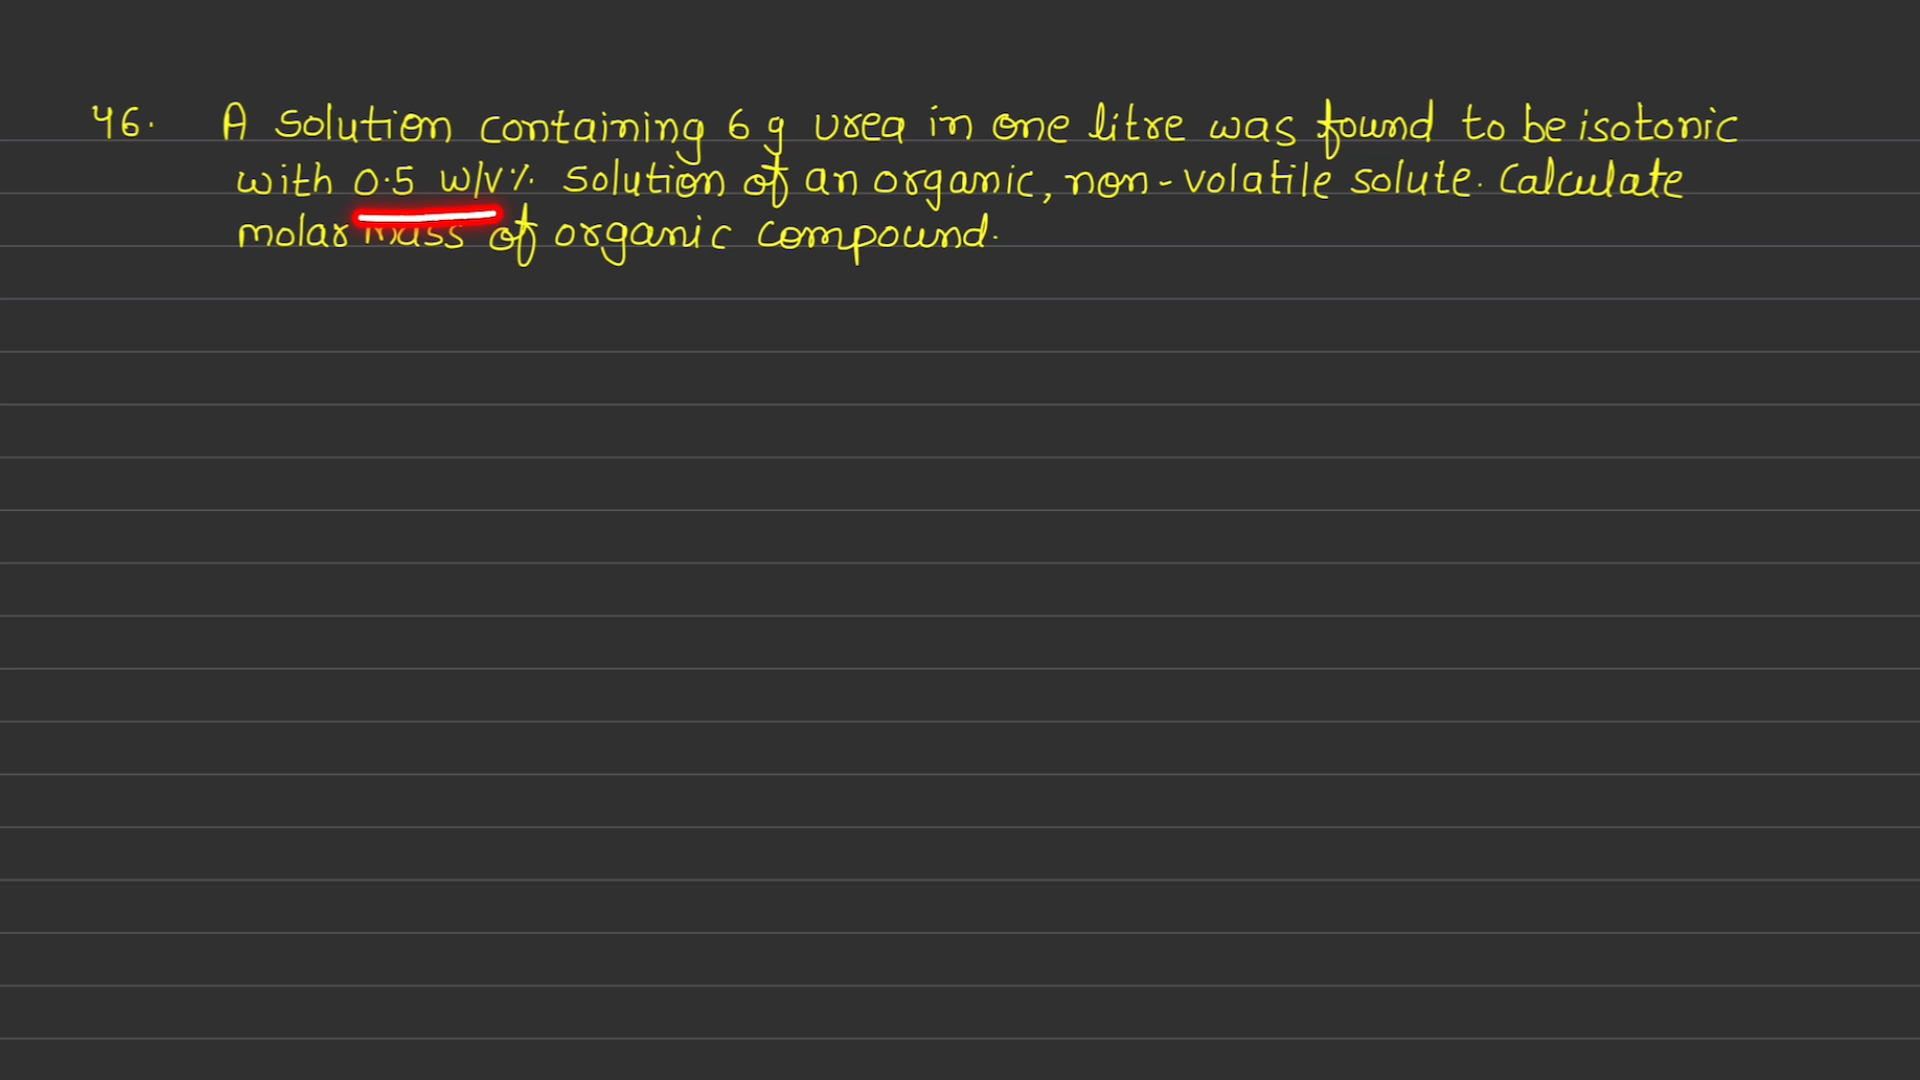 46. A solution containing 6 g urea in one litre was found to be isotonic
with 0.5 w/v% solution of an organic, non-volatile solute. Calculate
molar mass of organic compound.